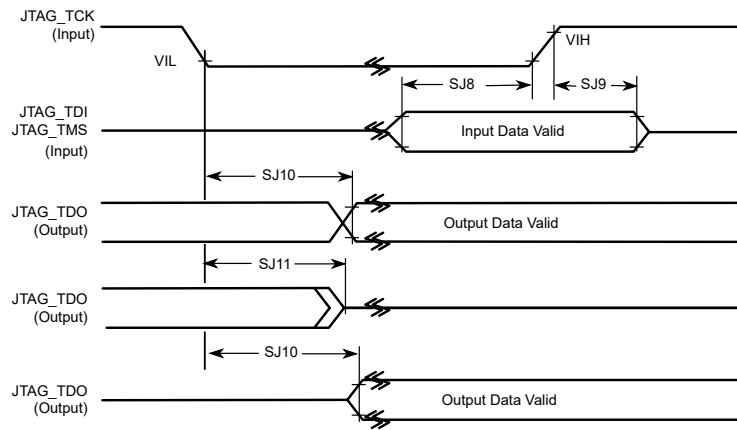 JTAG_TCK
(Input)
VIL
VIH
SJ8
SJ9
JTAG_TDI
JTAG_TMS
(Input)
Input Data Valid
SJ10
JTAG_TDO
(Output)
Output Data Valid
SJ11
JTAG_TDO
(Output)
SJ10
JTAG_TDO
(Output)
Output Data Valid